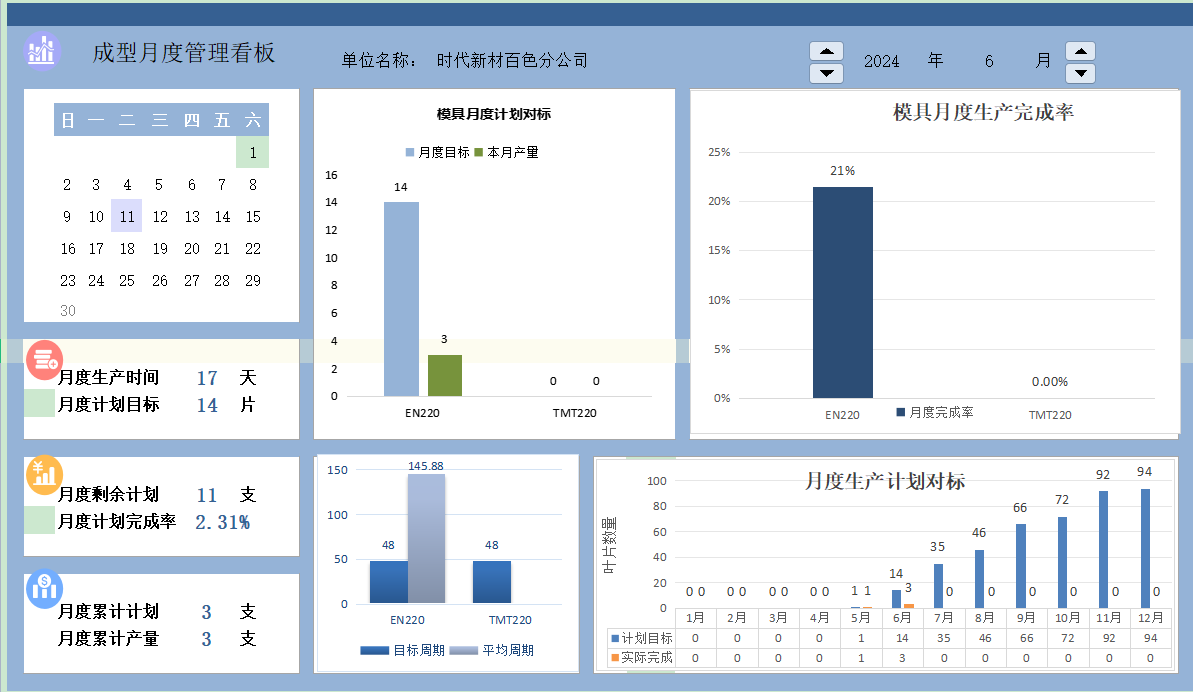 成型月度管理看板
单位名称： 时代新材百色分公司
2024 年 6 月
日 一 二 三 四 五 六
1
2 3 4 5 6 7 8
9 10 11 12 13 14 15
16 17 18 19 20 21 22
23 24 25 26 27 28 29
30
模具月度计划对标
月度目标 本月产量
16
14
12
10
8
6
4
2
0
14
3
0 0
EN220 TMT220
模具月度生产完成率
25%
20%
15%
10%
5%
0%
21%
0.00%
EN220 月度完成率 TMT220
月度生产时间 17 天
月度计划目标 14 片
月度剩余计划 11 支
月度计划完成率 2.31%
月度累计计划 3 支
月度累计产量 3 支
150
100
50
0
145.88
48
48
EN220 TMT220
目标周期 平均周期
月度生产计划对标
叶片数量
100
80
60
40
20
0
0 0 0 0 0 0 0 0 1 1 14 3 35 0 46 0 66 0 72 0 92 0 94 0
1月 2月 3月 4月 5月 6月 7月 8月 9月 10月 11月 12月
计划目标 0 0 0 0 1 14 35 46 66 72 92 94
实际完成 0 0 0 0 1 3 0 0 0 0 0 0